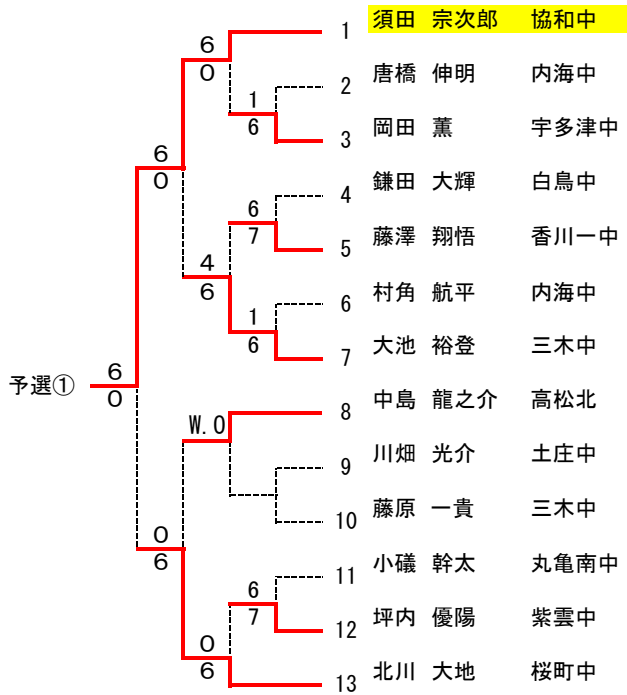 1 須田 宗次郎 協和中
6
0
2 唐橋 伸明 内海中
1
6
3 岡田 薫 宇多津中
6
0
4 鎌田 大輝 白鳥中
6
7
5 藤澤 翔悟 香川一中
4
6
6 村角 航平 内海中
1
6
7 大池 裕登 三木中
予選①
6
0
8 中島 龍之介 高松北
W.O
9 川畑 光介 土庄中
10 藤原 一貴 三木中
0
6
11 小礒 幹太 丸亀南中
6
7
12 坪内 優陽 紫雲中
0
6
13 北川 大地 桜町中